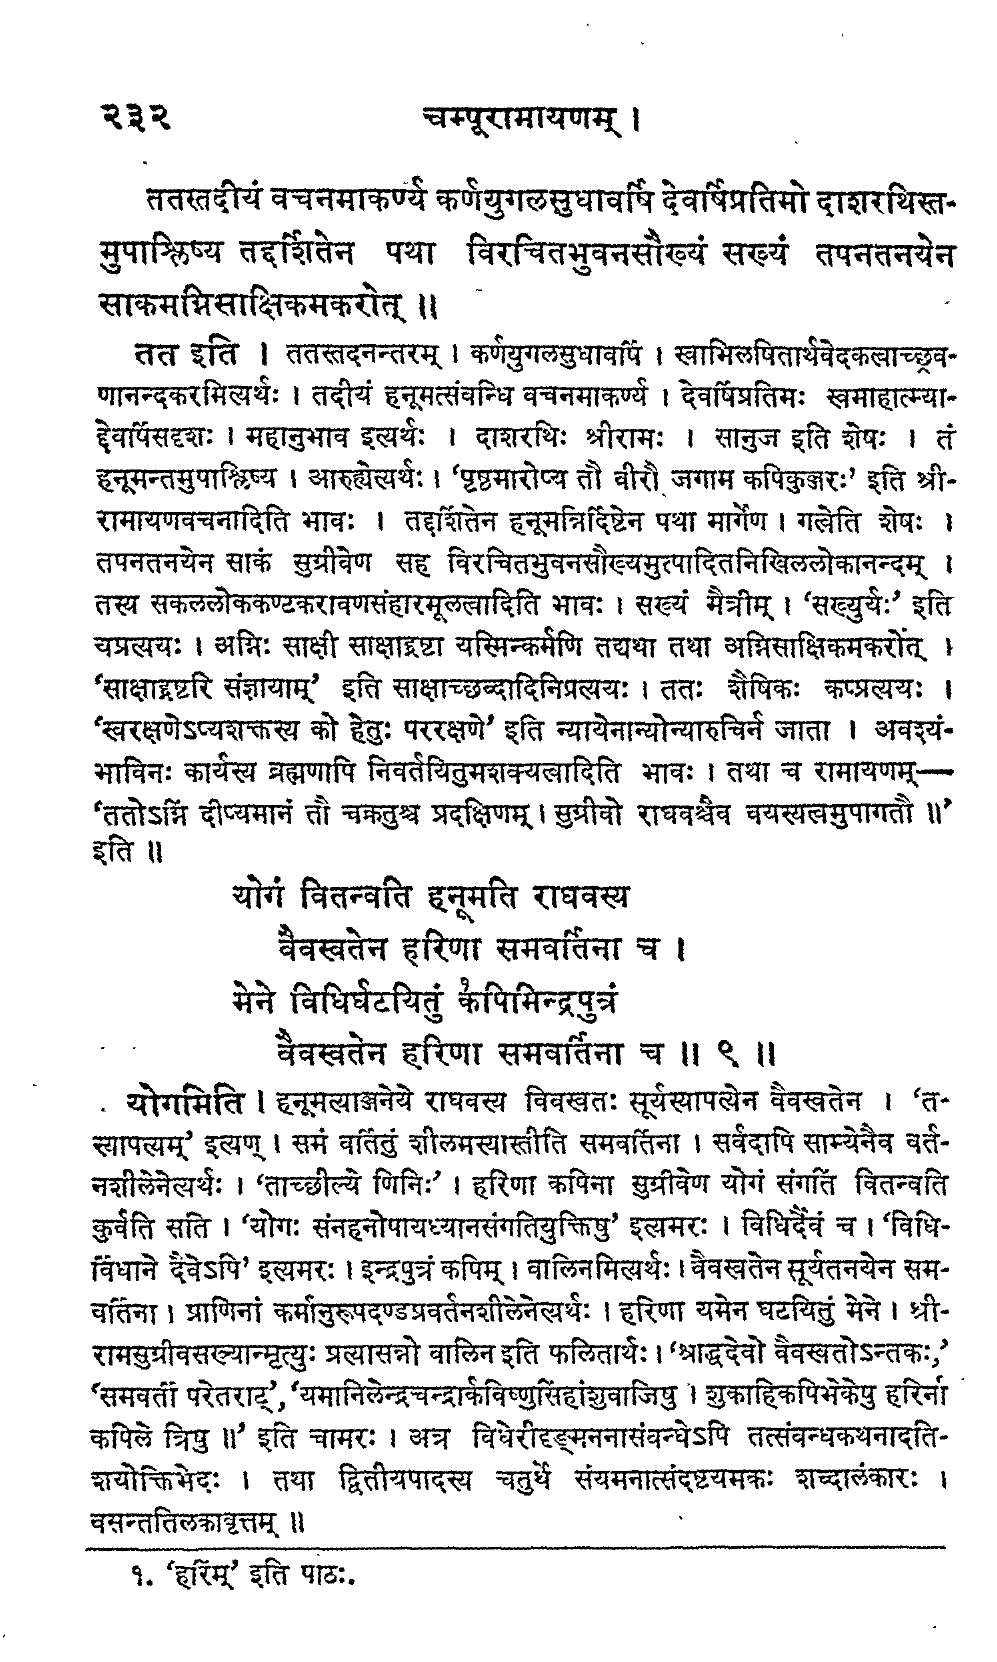 २३२ चम्पूरामायणम् ।
ततस्तदीयं वचनमाकर्ण्य कर्णयुगलसुधावर्षि देवर्षिप्रतिमो दाशरथिस्त-
मुपाश्लिष्य तद्दर्शितेन पथा विरचितभुवनसौख्यं सख्यं तपनतनयेन
साकमग्निसाक्षिकमकरोत् ॥
तत इति । ततस्तदनन्तरम् । कर्णयुगलसुधावर्षि । स्वाभिलषितार्थवेदकत्वाच्छ्रव-
णानन्दकरमित्यर्थः । तदीयं हनूमत्संबन्धि वचनमाकर्ण्य । देवर्षिप्रतिमः स्वमाहात्म्या-
द्देवर्षिसदृशः । महानुभाव इत्यर्थः । दाशरथिः श्रीरामः । सानुज इति शेषः । तं
हनूमन्तमुपाश्लिष्य । आरुह्येत्यर्थः । ‘पृष्ठमारोप्य तौ वीरौ जगाम कपिकुञ्जरः’ इति श्री-
रामायणवचनादिति भावः । तद्दर्शितेन हनूमन्निर्दिष्टेन पथा मार्गेण । गत्वेति शेषः ।
तपनतनयेन साकं सुग्रीवेण सह विरचितभुवनसौख्यमुत्पादितनिखिललोकानन्दम् ।
तस्य सकललोककण्टकरावणसंहारमूलत्वादिति भावः । सख्यं मैत्रीम् । ‘सख्युर्यः’ इति
यप्रत्ययः । अग्निः साक्षी साक्षाद्द्रष्टा यस्मिन्कर्मणि तद्यथा तथा अग्निसाक्षिकमकरोत् ।
‘साक्षाद्द्रष्टरि संज्ञायाम्’ इति साक्षाच्छब्दादिनिप्रत्ययः । ततः शैषिकः कप्प्रत्ययः ।
‘स्वरक्षणेऽप्यशक्तस्य को हेतुः पररक्षणे’ इति न्यायेनान्योन्यारुचिर्न जाता । अवश्यं-
भाविनः कार्यस्य ब्रह्मणापि निवर्तयितुमशक्यत्वादिति भावः । तथा च रामायणम्—
‘ततोऽग्निं दीप्यमानं तौ चक्रतुश्च प्रदक्षिणम् । सुग्रीवो राघवश्चैव वयस्यत्वमुपागतौ ॥’
इति ॥
योगं वितन्वति हनूमति राघवस्य
वैवस्वतेन हरिणा समवर्तिना च ।
मेने विधिर्घटयितुं कॅपिमिन्द्रपुत्रं
वैवस्वतेन हरिणा समवर्तिना च ॥ ९ ॥
योगमिति । हनूमत्याञ्जनेये राघवस्य विवस्वतः सूर्यस्यापत्येन वैवस्वतेन । ‘त-
स्यापत्यम्’ इत्यण् । समं वर्तितुं शीलमस्यास्तीति समवर्तिना । सर्वदापि साम्येनैव वर्त-
नशीलेनेत्यर्थः । ‘ताच्छील्ये णिनिः’ । हरिणा कपिना सुग्रीवेण योगं संगतिं वितन्वति
कुर्वति सति । ‘योगः संनहनोपायध्यानसंगतियुक्तिषु’ इत्यमरः । विधिर्दैवं च । ‘विधि-
र्विधाने दैवेऽपि’ इत्यमरः । इन्द्रपुत्रं कपिम् । वालिनमित्यर्थः । वैवस्वतेन सूर्यतनयेन सम-
वर्तिना । प्राणिनां कर्मानुरूपदण्डप्रवर्तनशीलेनेत्यर्थः । हरिणा यमेन घटयितुं मेने । श्री-
रामसुग्रीवसख्यान्मृत्युः प्रत्यासन्नो वालिन इति फलितार्थः । ‘श्राद्धदेवो वैवस्वतोऽन्तकः,’
‘समवर्ती परेतराट्’, ‘यमानिलेन्द्रचन्द्रार्कविष्णुसिंहांशुवाजिषु । शुकाहिकपिभेकेषु हरिर्ना
कपिले त्रिषु ॥’ इति चामरः । अत्र विधेरीदृङ्मननासंबन्धेऽपि तत्संबन्धकथनादति-
शयोक्तिभेदः । तथा द्वितीयपादस्य चतुर्थे संयमनात्संदष्टयमकः शब्दालंकारः ।
वसन्ततिलकावृत्तम् ॥
१. ‘हरिम्’ इति पाठः.